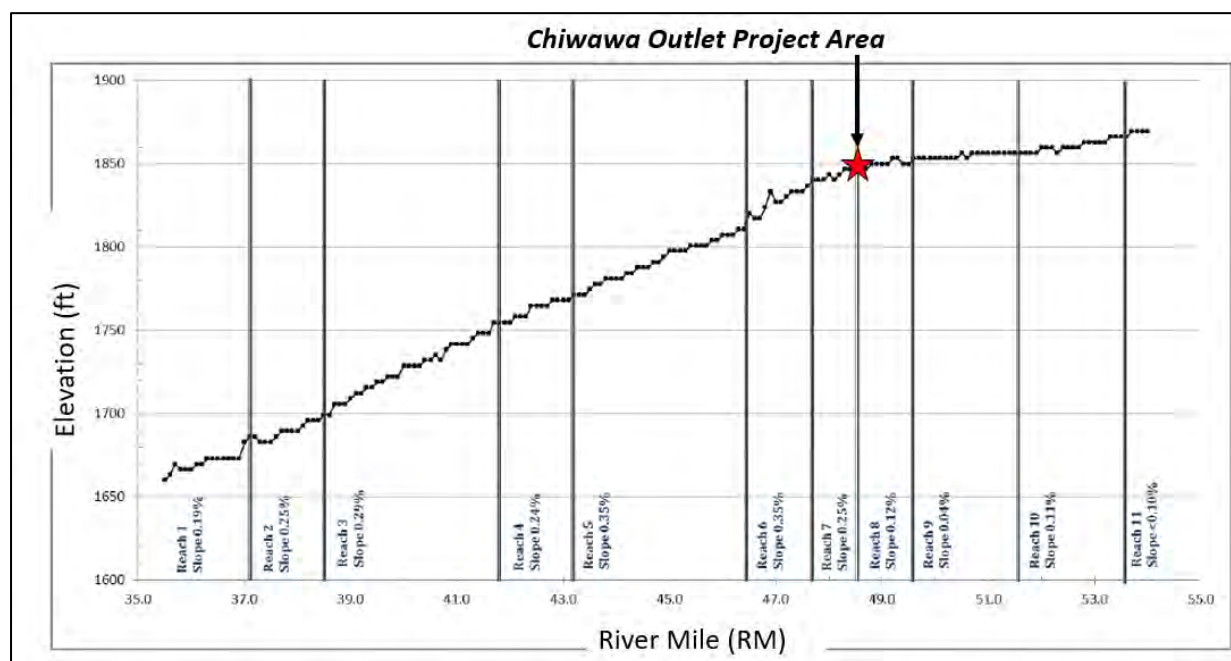 Chiwawa Outlet Project Area
1900
1850
1800
1750
1700
1650
1600
Elevation (ft)
Reach 1
Slope 0.19%
Reach 2
Slope 0.25%
Reach 3
Slope 0.29%
Reach 4
Slope 0.24%
Reach 5
Slope 0.35%
Reach 6
Slope 0.35%
Reach 7
Slope 0.25%
Reach 8
Slope 0.12%
Reach 9
Slope 0.04%
Reach 10
Slope 0.11%
Reach 11
Slope <0.10%
35.0 37.0 39.0 41.0 43.0 45.0 47.0 49.0 51.0 53.0 55.0
River Mile (RM)